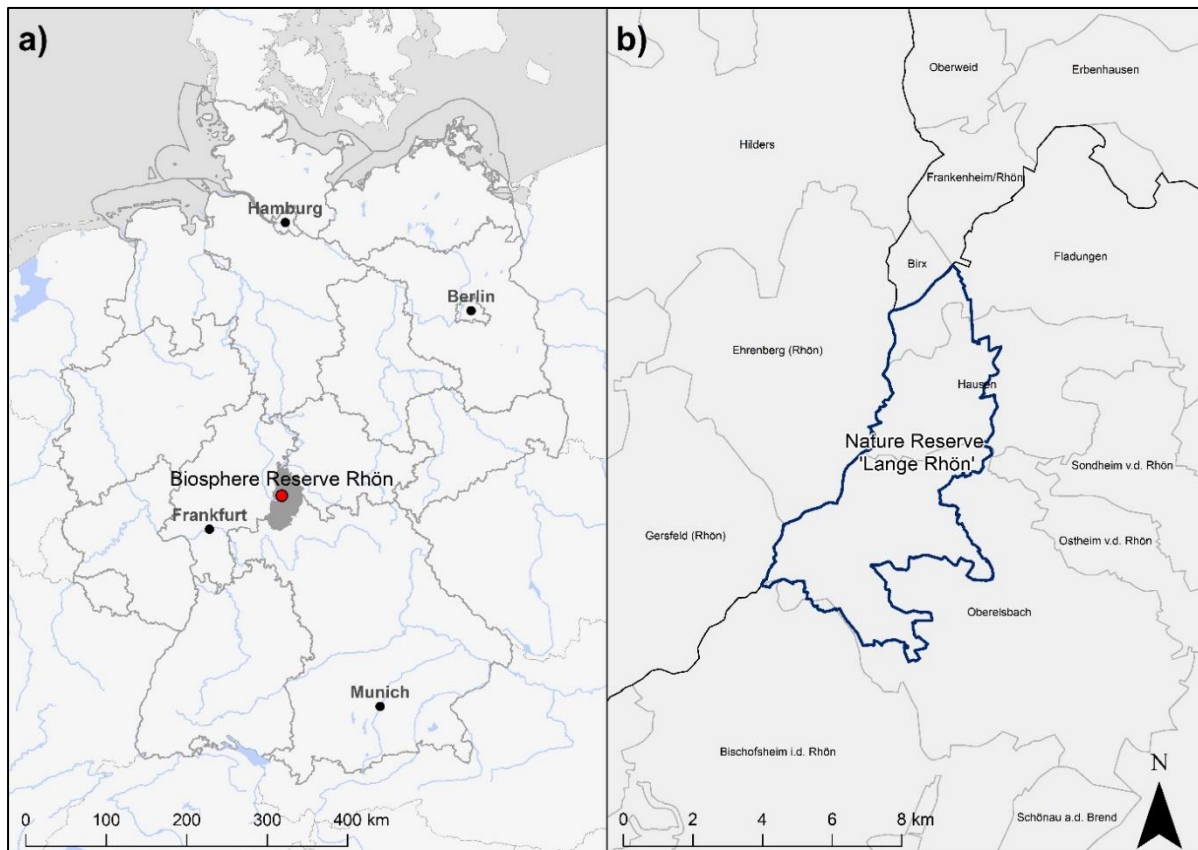 a)
Hamburg
Berlin
Biosphere Reserve Rhön
Frankfurt
Munich
0 100 200 300 400 km
b)
Oberweid
Erbenhausen
Hilders
Frankenheim/Rhön
Birx
Fladungen
Ehrenberg (Rhön)
Hausen
Nature Reserve
'Lange Rhön'
Sondheim v.d. Rhön
Gersfeld (Rhön)
Ostheim v.d. Rhön
Oberelsbach
Bischofsheim i.d. Rhön
Schönau a.d. Brend
N
0 2 4 6 8 km